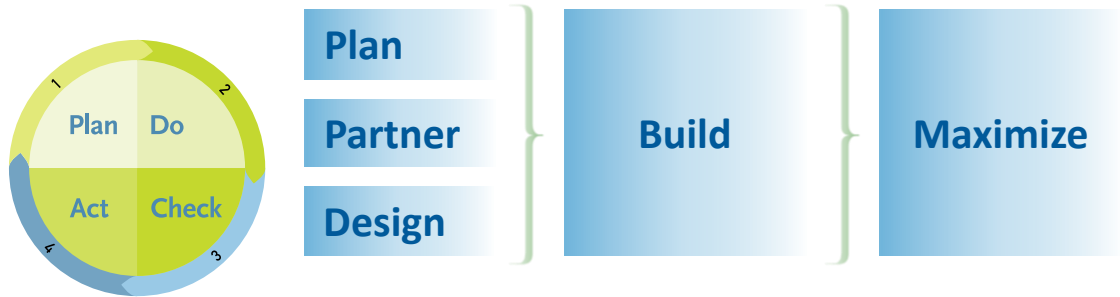 1
2
Plan Do
Act Check
4
3
Plan
Partner
Design
Build
Maximize